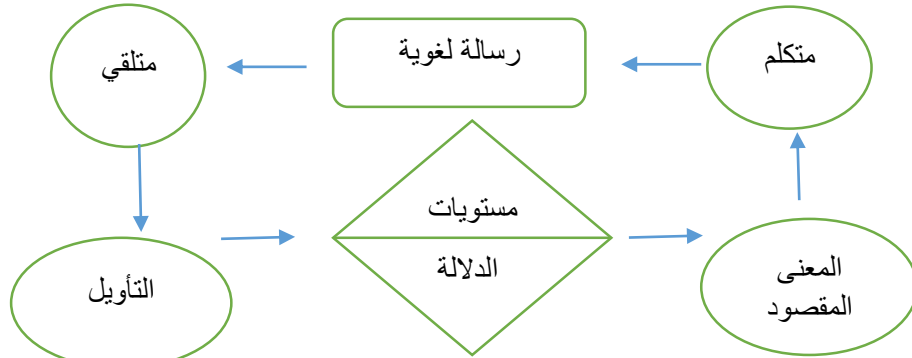 متكلم
رسالة لغوية
متلقي
مستويات
الدلالة
المعنى
المقصود
التأويل